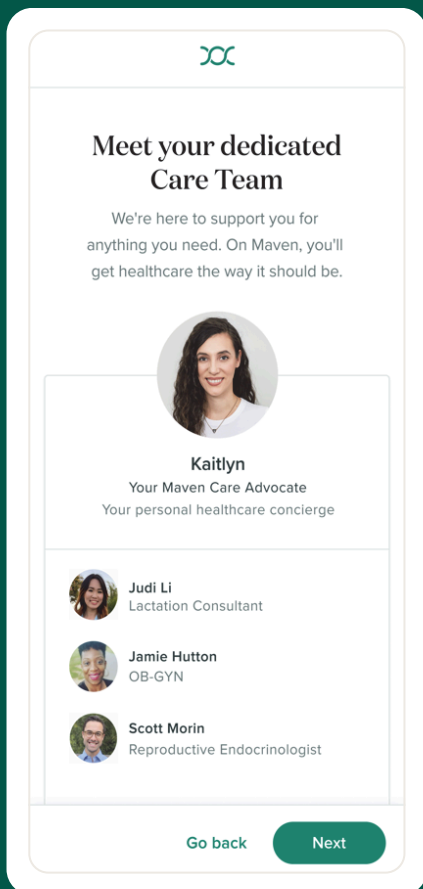 Meet your dedicated
Care Team
We're here to support you for
anything you need. On Maven, you'll
get healthcare the way it should be.
Kaitlyn
Your Maven Care Advocate
Your personal healthcare concierge
Judi Li
Lactation Consultant
Jamie Hutton
OB-GYN
Scott Morin
Reproductive Endocrinologist
Go back
Next